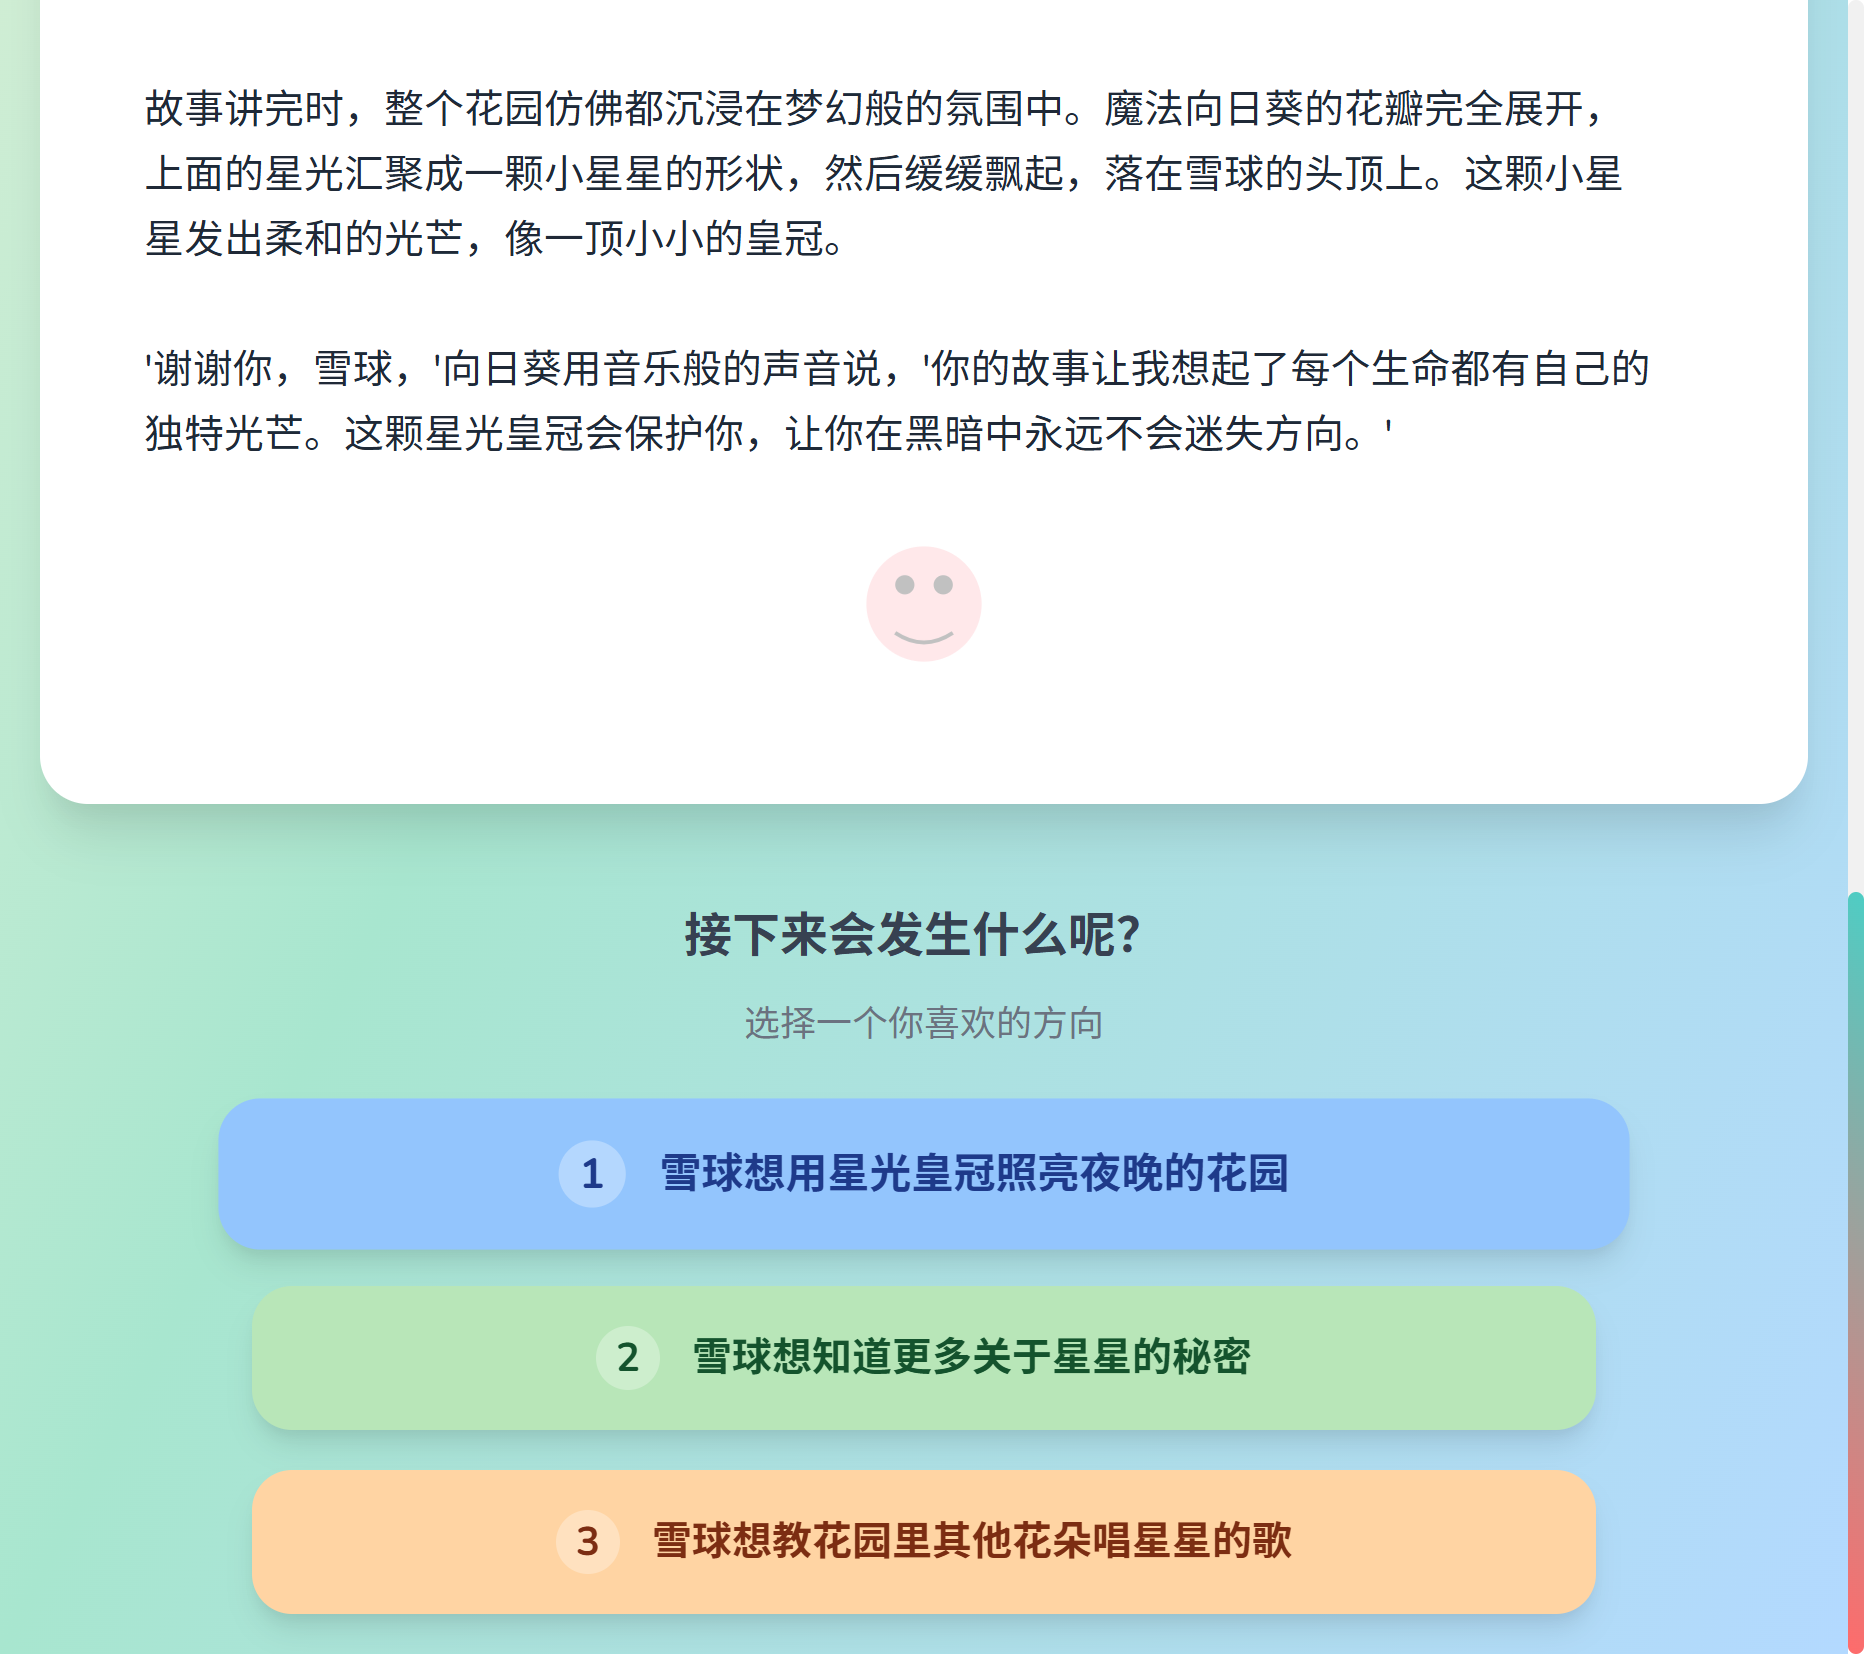 故事讲完时，整个花园仿佛都沉浸在梦幻般的氛围中。魔法向日葵的花瓣完全展开，
上面的星光汇聚成一颗小星星的形状，然后缓缓飘起，落在雪球的头顶上。这颗小星
星发出柔和的光芒，像一顶小小的皇冠。
'谢谢你，雪球，'向日葵用音乐般的声音说，'你的故事让我想起了每个生命都有自己的
独特光芒。这颗星光皇冠会保护你，让你在黑暗中永远不会迷失方向。'
接下来会发生什么呢？
选择一个你喜欢的方向
1 雪球想用星光皇冠照亮夜晚的花园
2 雪球想知道更多关于星星的秘密
3 雪球想教花园里其他花朵唱星星的歌